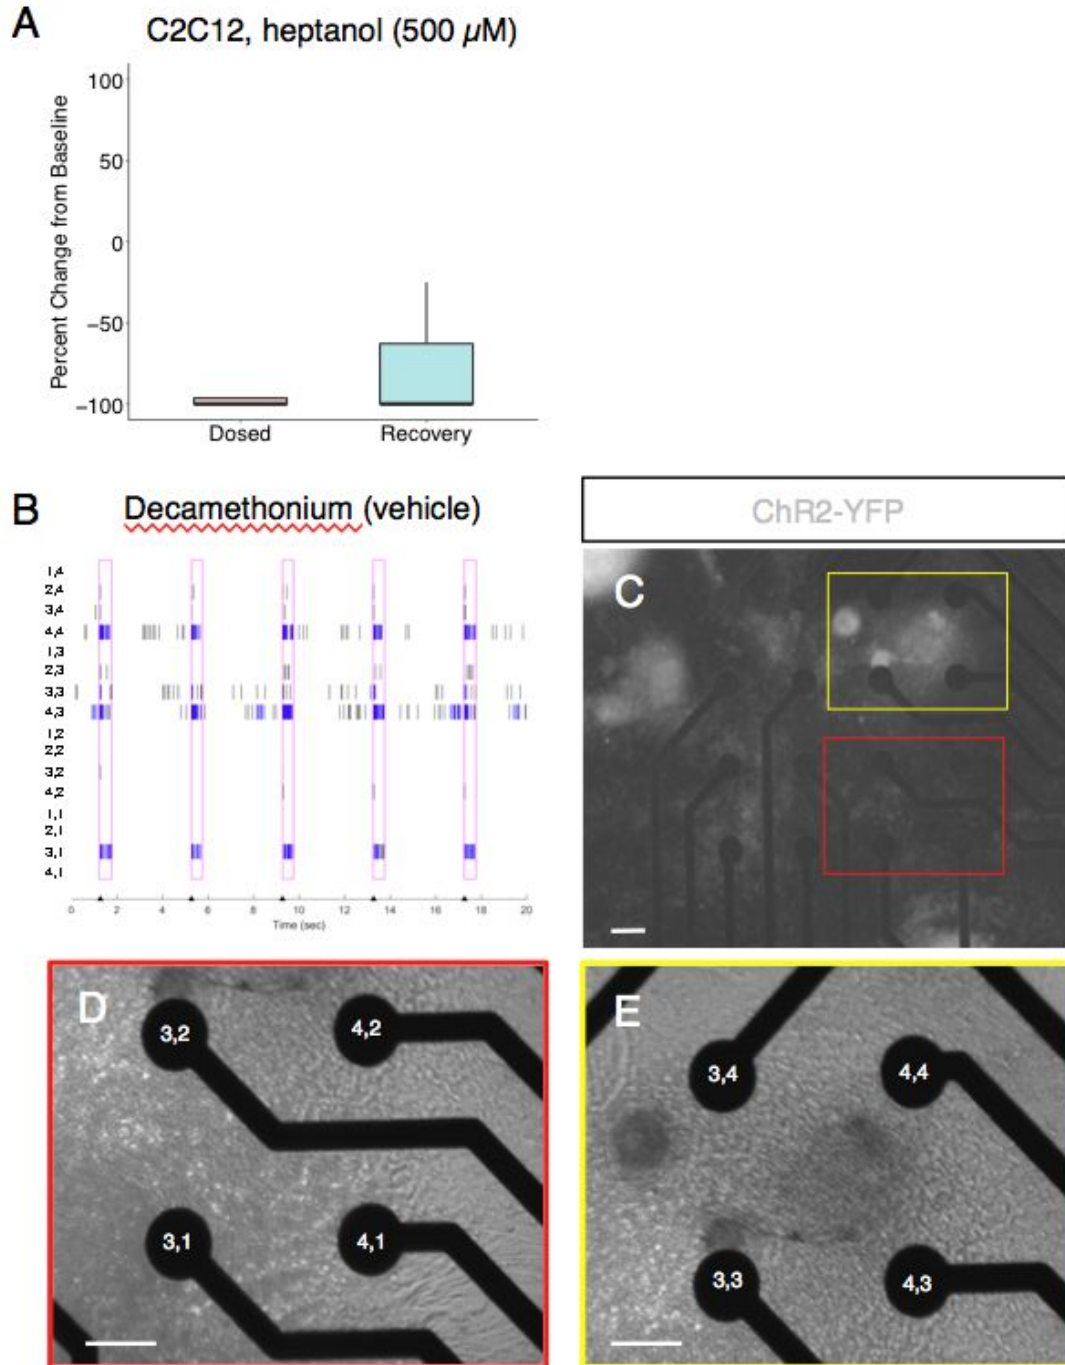 A
C2C12, heptanol (500 µM)
Percent Change from Baseline
100
50
0
−50
−100
Dosed
Recovery
B
Decamethonium (vehicle)
1,4
2,4
3,4
4,4
1,3
2,3
3,3
4,3
1,2
2,2
3,2
4,2
1,1
2,1
3,1
4,1
0 2 4 6 8 10 12 14 16 18 20
Time (sec)
ChR2-YFP
C
D
3,2 4,2
3,1 4,1
E
3,4 4,4
3,3 4,3